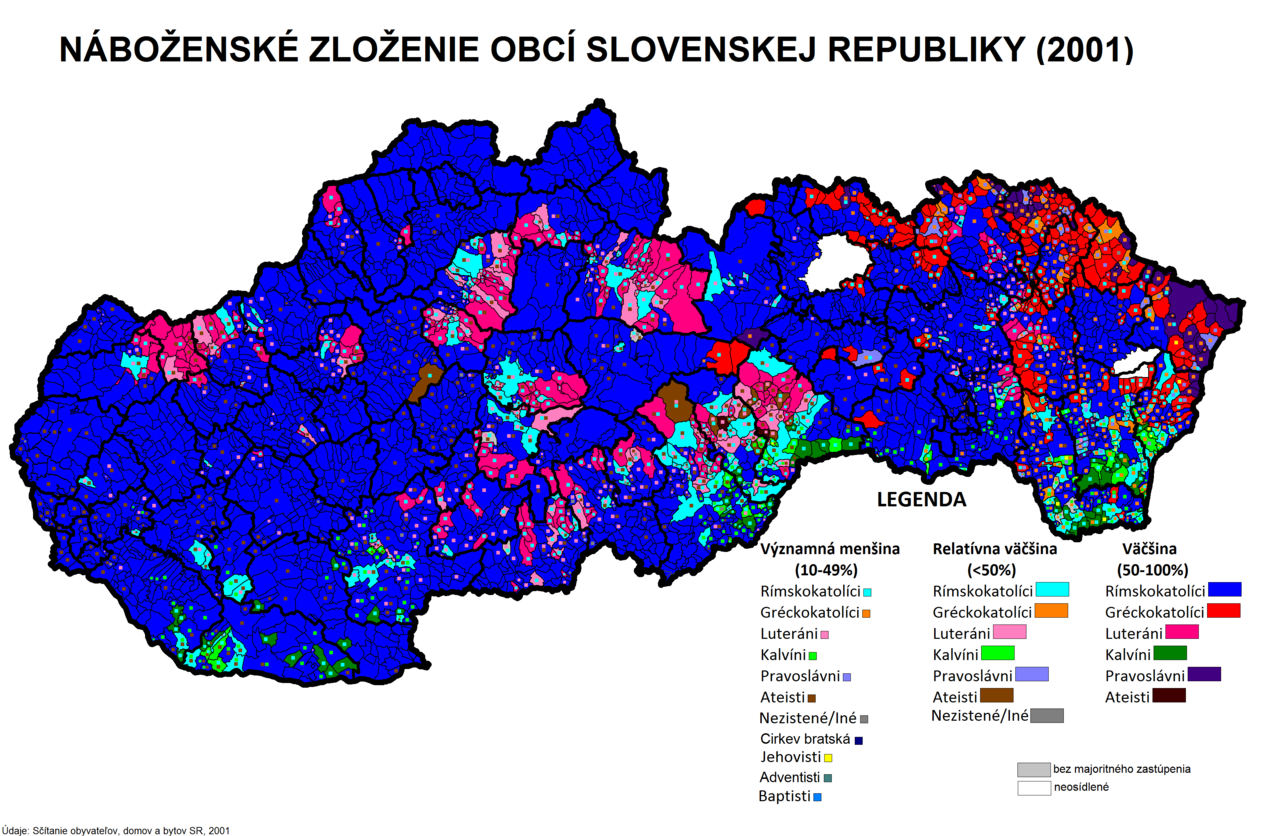 NÁBOŽENSKÉ ZLOŽENIE OBCÍ SLOVENSKEJ REPUBLIKY (2001)
LEGENDA
Významná menšina
(10-49%)
Rímskokatolíci
Gréckokatolíci
Luteráni
Kalvíni
Pravoslávni
Ateisti
Nezistené/Iné
Cirkev bratská
Jehovisti
Adventisti
Baptisti
Relatívna väčšina
(<50%)
Rímskokatolíci
Gréckokatolíci
Luteráni
Kalvíni
Pravoslávni
Ateisti
Nezistené/Iné
Väčšina
(50-100%)
Rímskokatolíci
Gréckokatolíci
Luteráni
Kalvíni
Pravoslávni
Ateisti
bez majoritného zastúpenia
neosídlené
Údaje: Sčítanie obyvateľov, domov a bytov SR, 2001